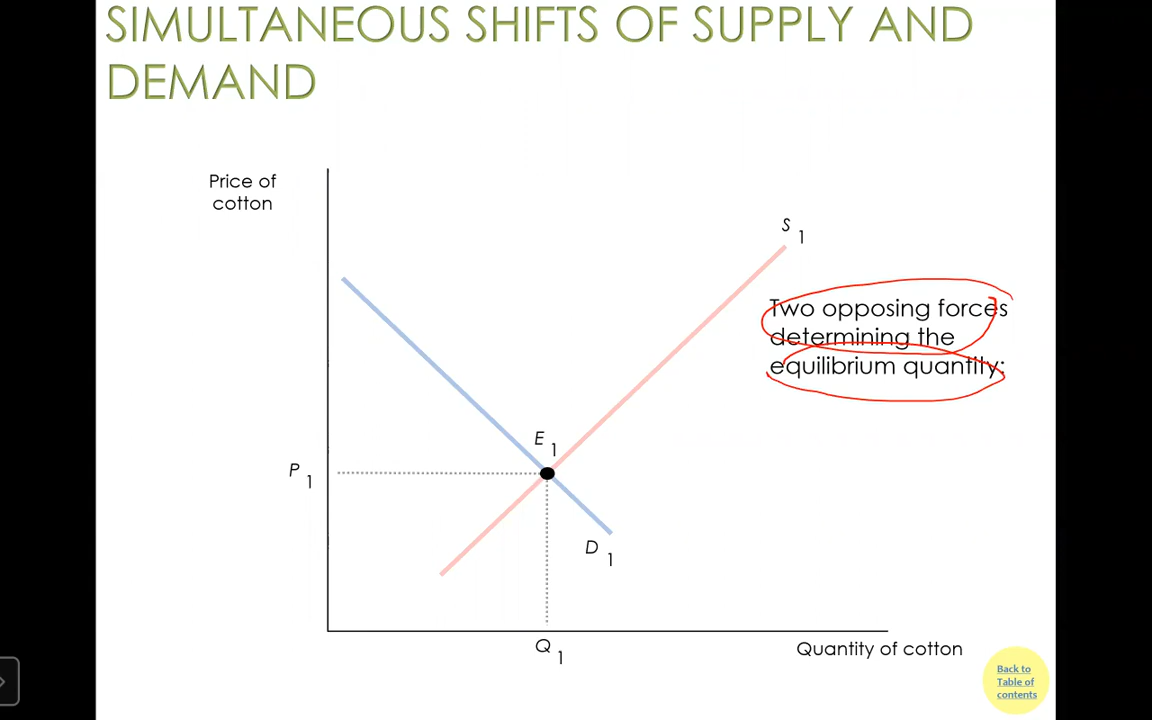 SIMULTANEOUS SHIFTS OF SUPPLY AND
DEMAND
Price of
cotton
S 1
Two opposing forces
determining the
equilibrium quantity:
E 1
P 1
D 1
Q 1
Quantity of cotton
Back to
Table of
contents